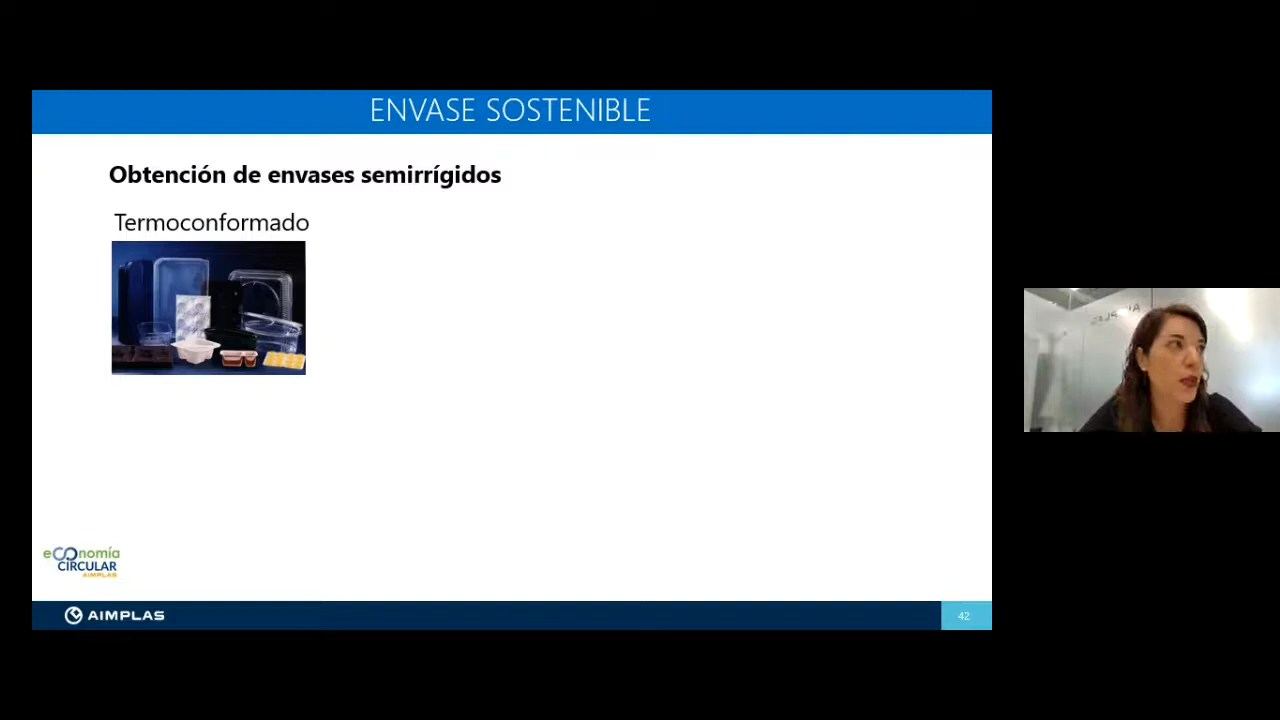 ENVASE SOSTENIBLE
Obtención de envases semirrígidos
Termoconformado
eCOnomía
CIRCULAR
AIMPLAS
AIMPLAS
42